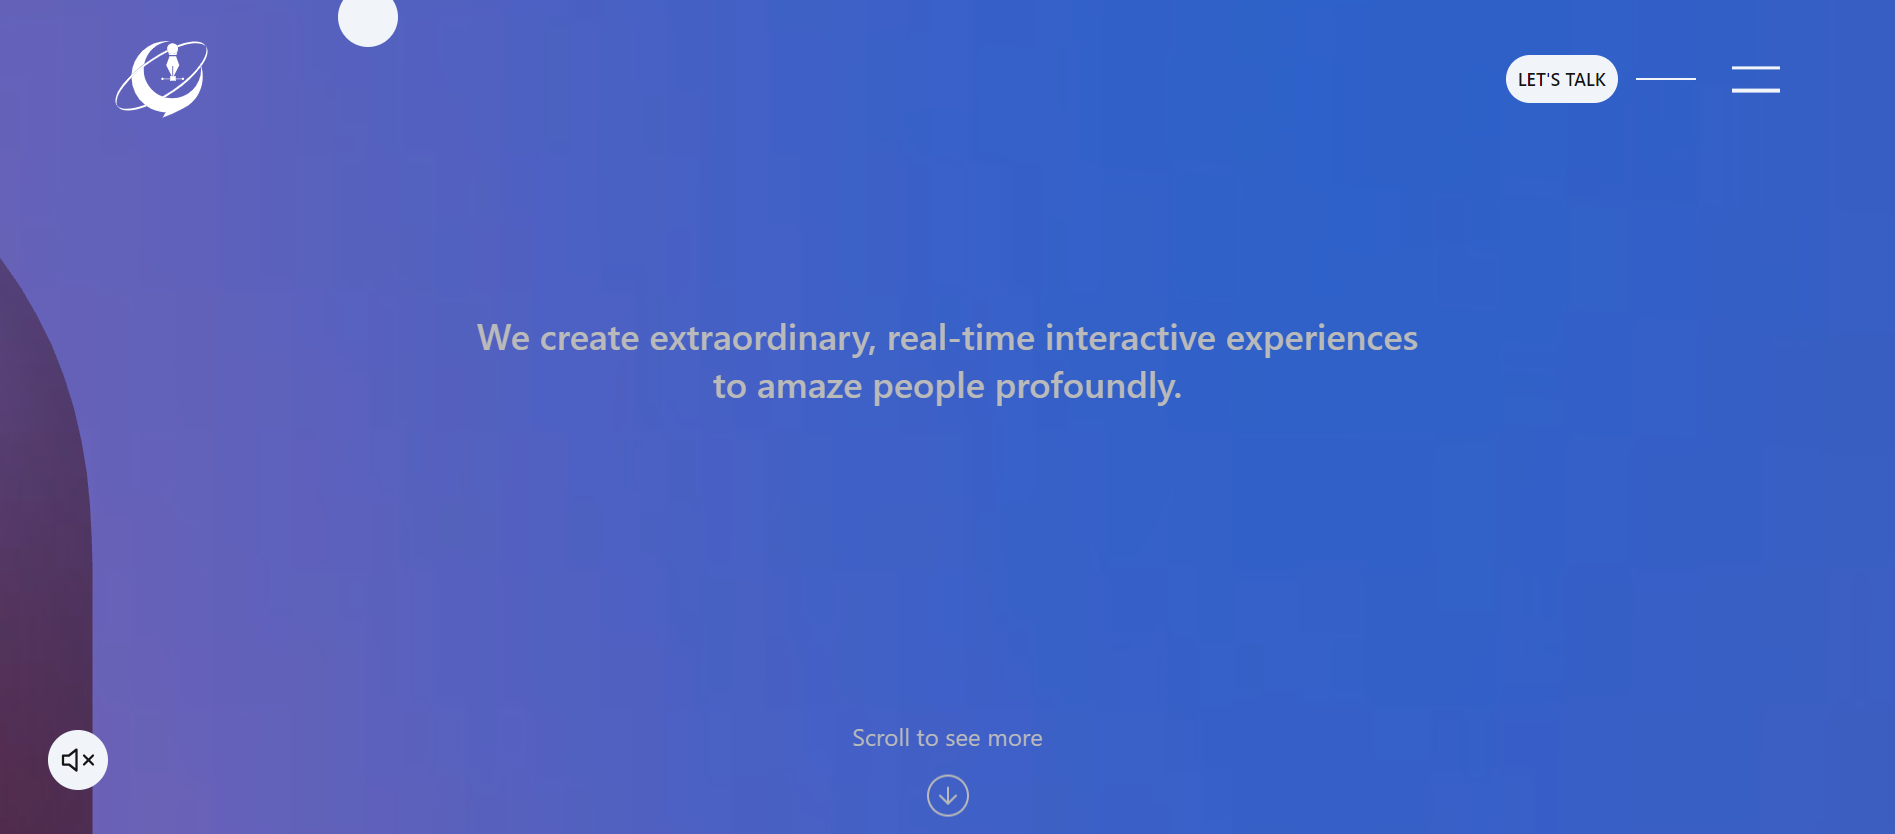 LET'S TALK
We create extraordinary, real-time interactive experiences
to amaze people profoundly.
Scroll to see more